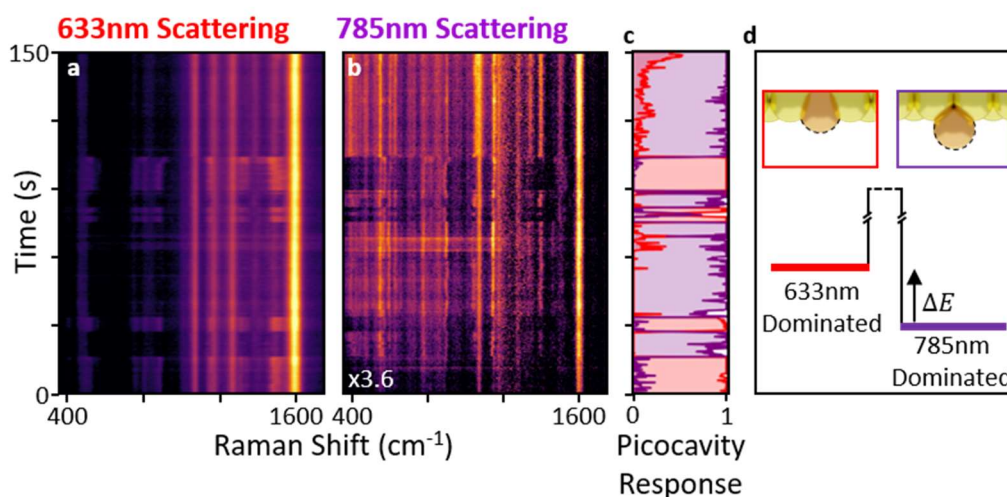 633nm Scattering
785nm Scattering
a
b
c
d
150
Time (s)
0
x3.6
400
1600
400
1600
0
1
Raman Shift (cm⁻¹)
Picocavity
Response
633nm
Dominated
ΔE
785nm
Dominated